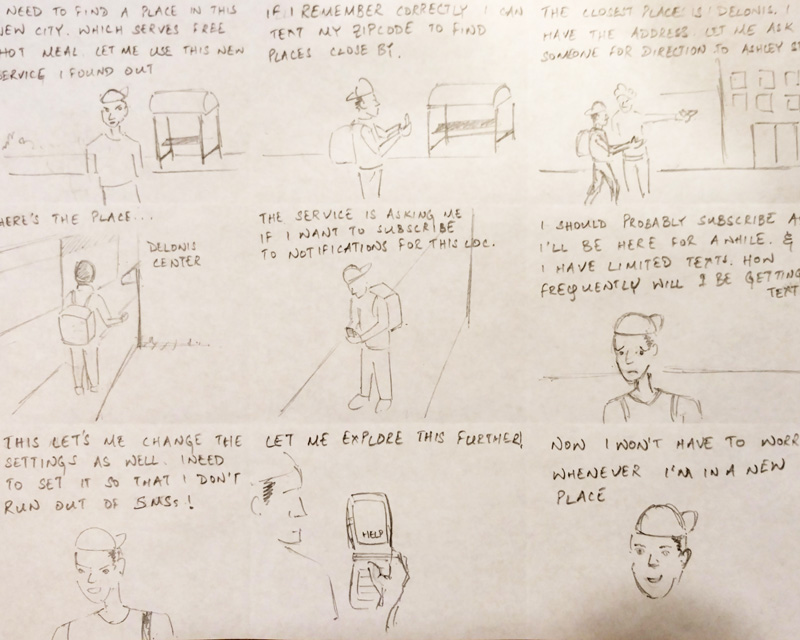 NEED TO FIND A PLACE IN THIS
NEW CITY. WHICH SERVES FREE
HOT MEAL. LET ME USE THIS NEW
SERVICE I FOUND OUT
IF I REMEMBER CORRECTLY I CAN
TEXT MY ZIPCODE TO FIND
PLACES CLOSE BY.
THE CLOSEST PLACE IS DELONIS. I
HAVE THE ADDRESS. LET ME ASK
SOMEONE FOR DIRECTION TO ASHLEY ST
HERE'S THE PLACE...
DELONIS
CENTER
THE SERVICE IS ASKING ME
IF I WANT TO SUBSCRIBE
TO NOTIFICATIONS FOR THIS LOC.
I SHOULD PROBABLY SUBSCRIBE AS
I'LL BE HERE FOR AWHILE. &
I HAVE LIMITED TEXTS. HOW
FREQUENTLY WILL I BE GETTING
TEXT
THIS LET'S ME CHANGE THE
SETTINGS AS WELL. I NEED
TO SET IT SO THAT I DON'T
RUN OUT OF SMSs!
LET ME EXPLORE THIS FURTHER
HELP
NOW I WON'T HAVE TO WORR
WHENEVER I'M IN A NEW
PLACE